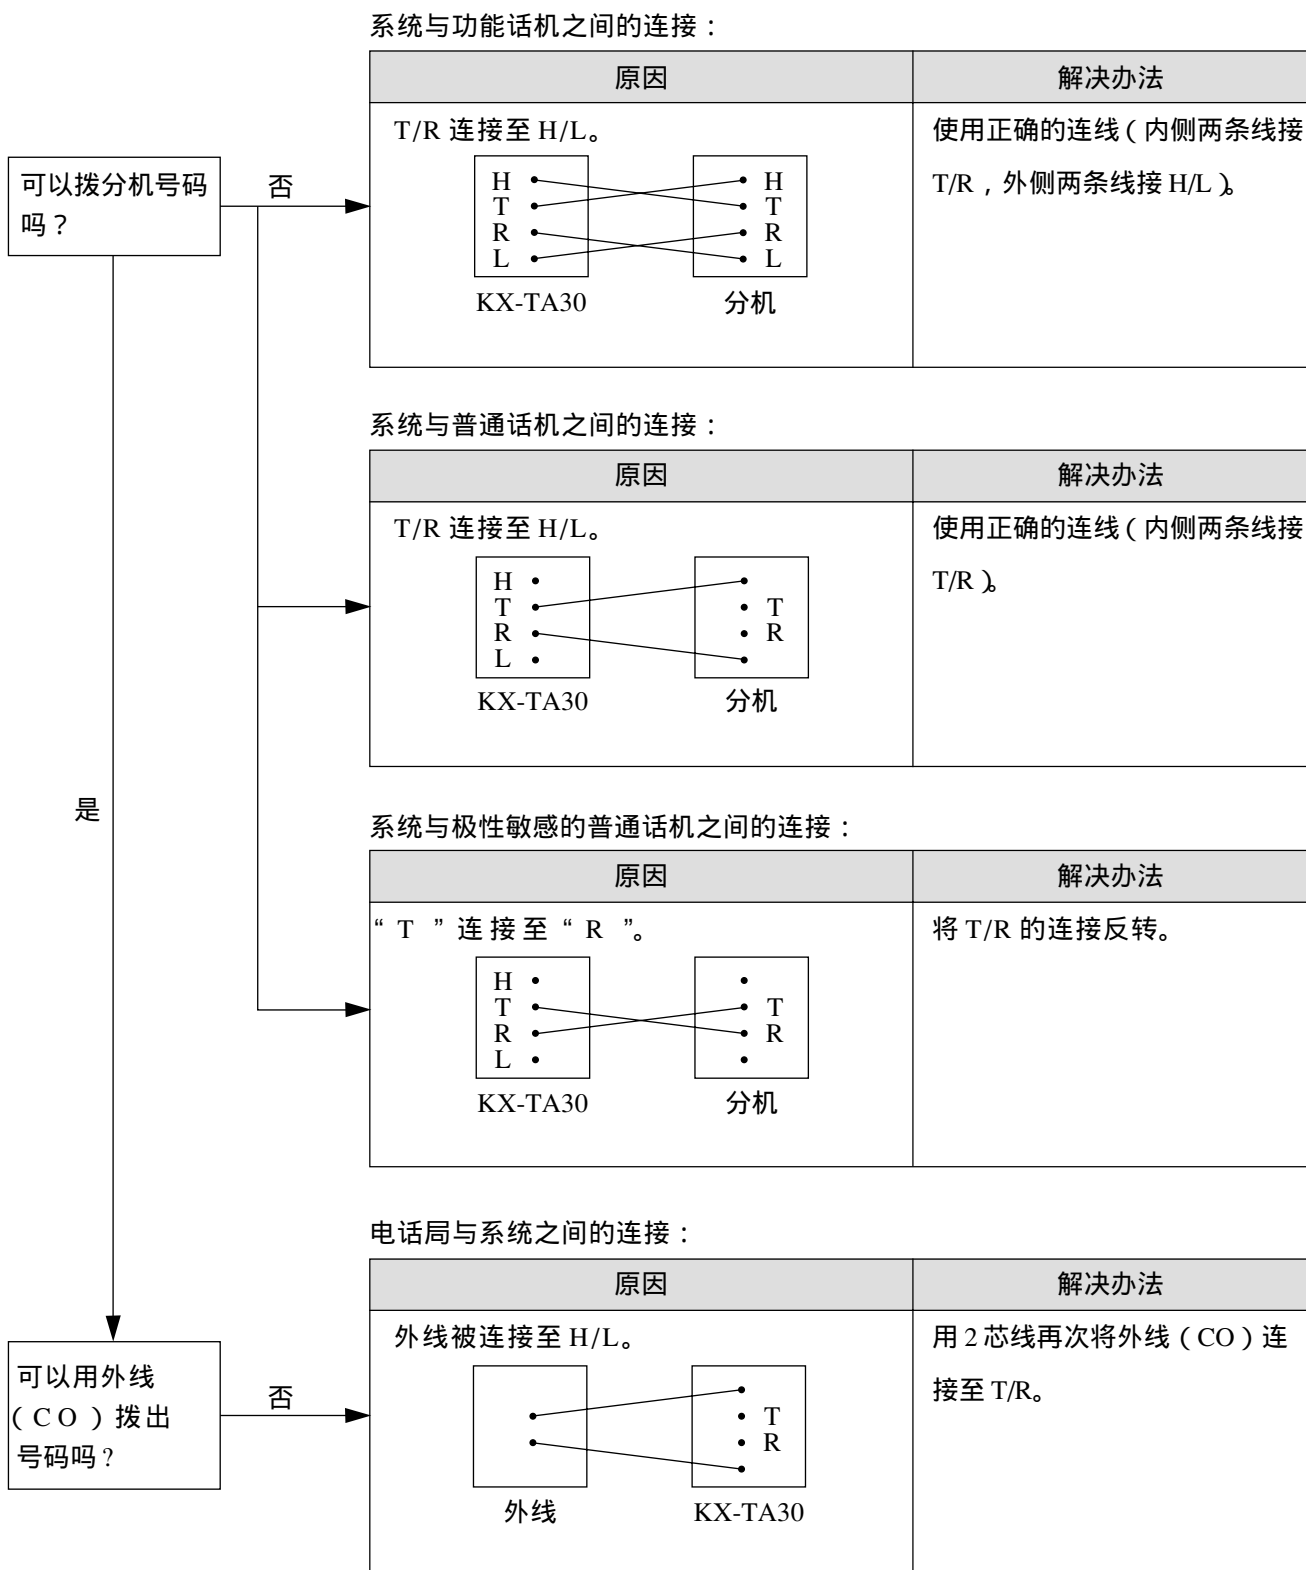 系统与功能话机之间的连接：
原因
解决办法
T/R 连接至 H/L。
使用正确的连线（内侧两条线接
T/R，外侧两条线接 H/L）。
可以拨分机号码
吗？
否
H
T
R
L
H
T
R
L
KX-TA30
分机
系统与普通话机之间的连接：
原因
解决办法
T/R 连接至 H/L。
使用正确的连线（内侧两条线接
T/R）。
H
T
R
L
T
R
KX-TA30
分机
是
系统与极性敏感的普通话机之间的连接：
原因
解决办法
“T”连接至“R”。
将 T/R 的连接反转。
H
T
R
L
T
R
KX-TA30
分机
电话局与系统之间的连接：
原因
解决办法
外线被连接至 H/L。
用 2 芯线再次将外线（CO）连
接至 T/R。
可以用外线
（CO）拨出
号码吗？
否
T
R
外线
KX-TA30